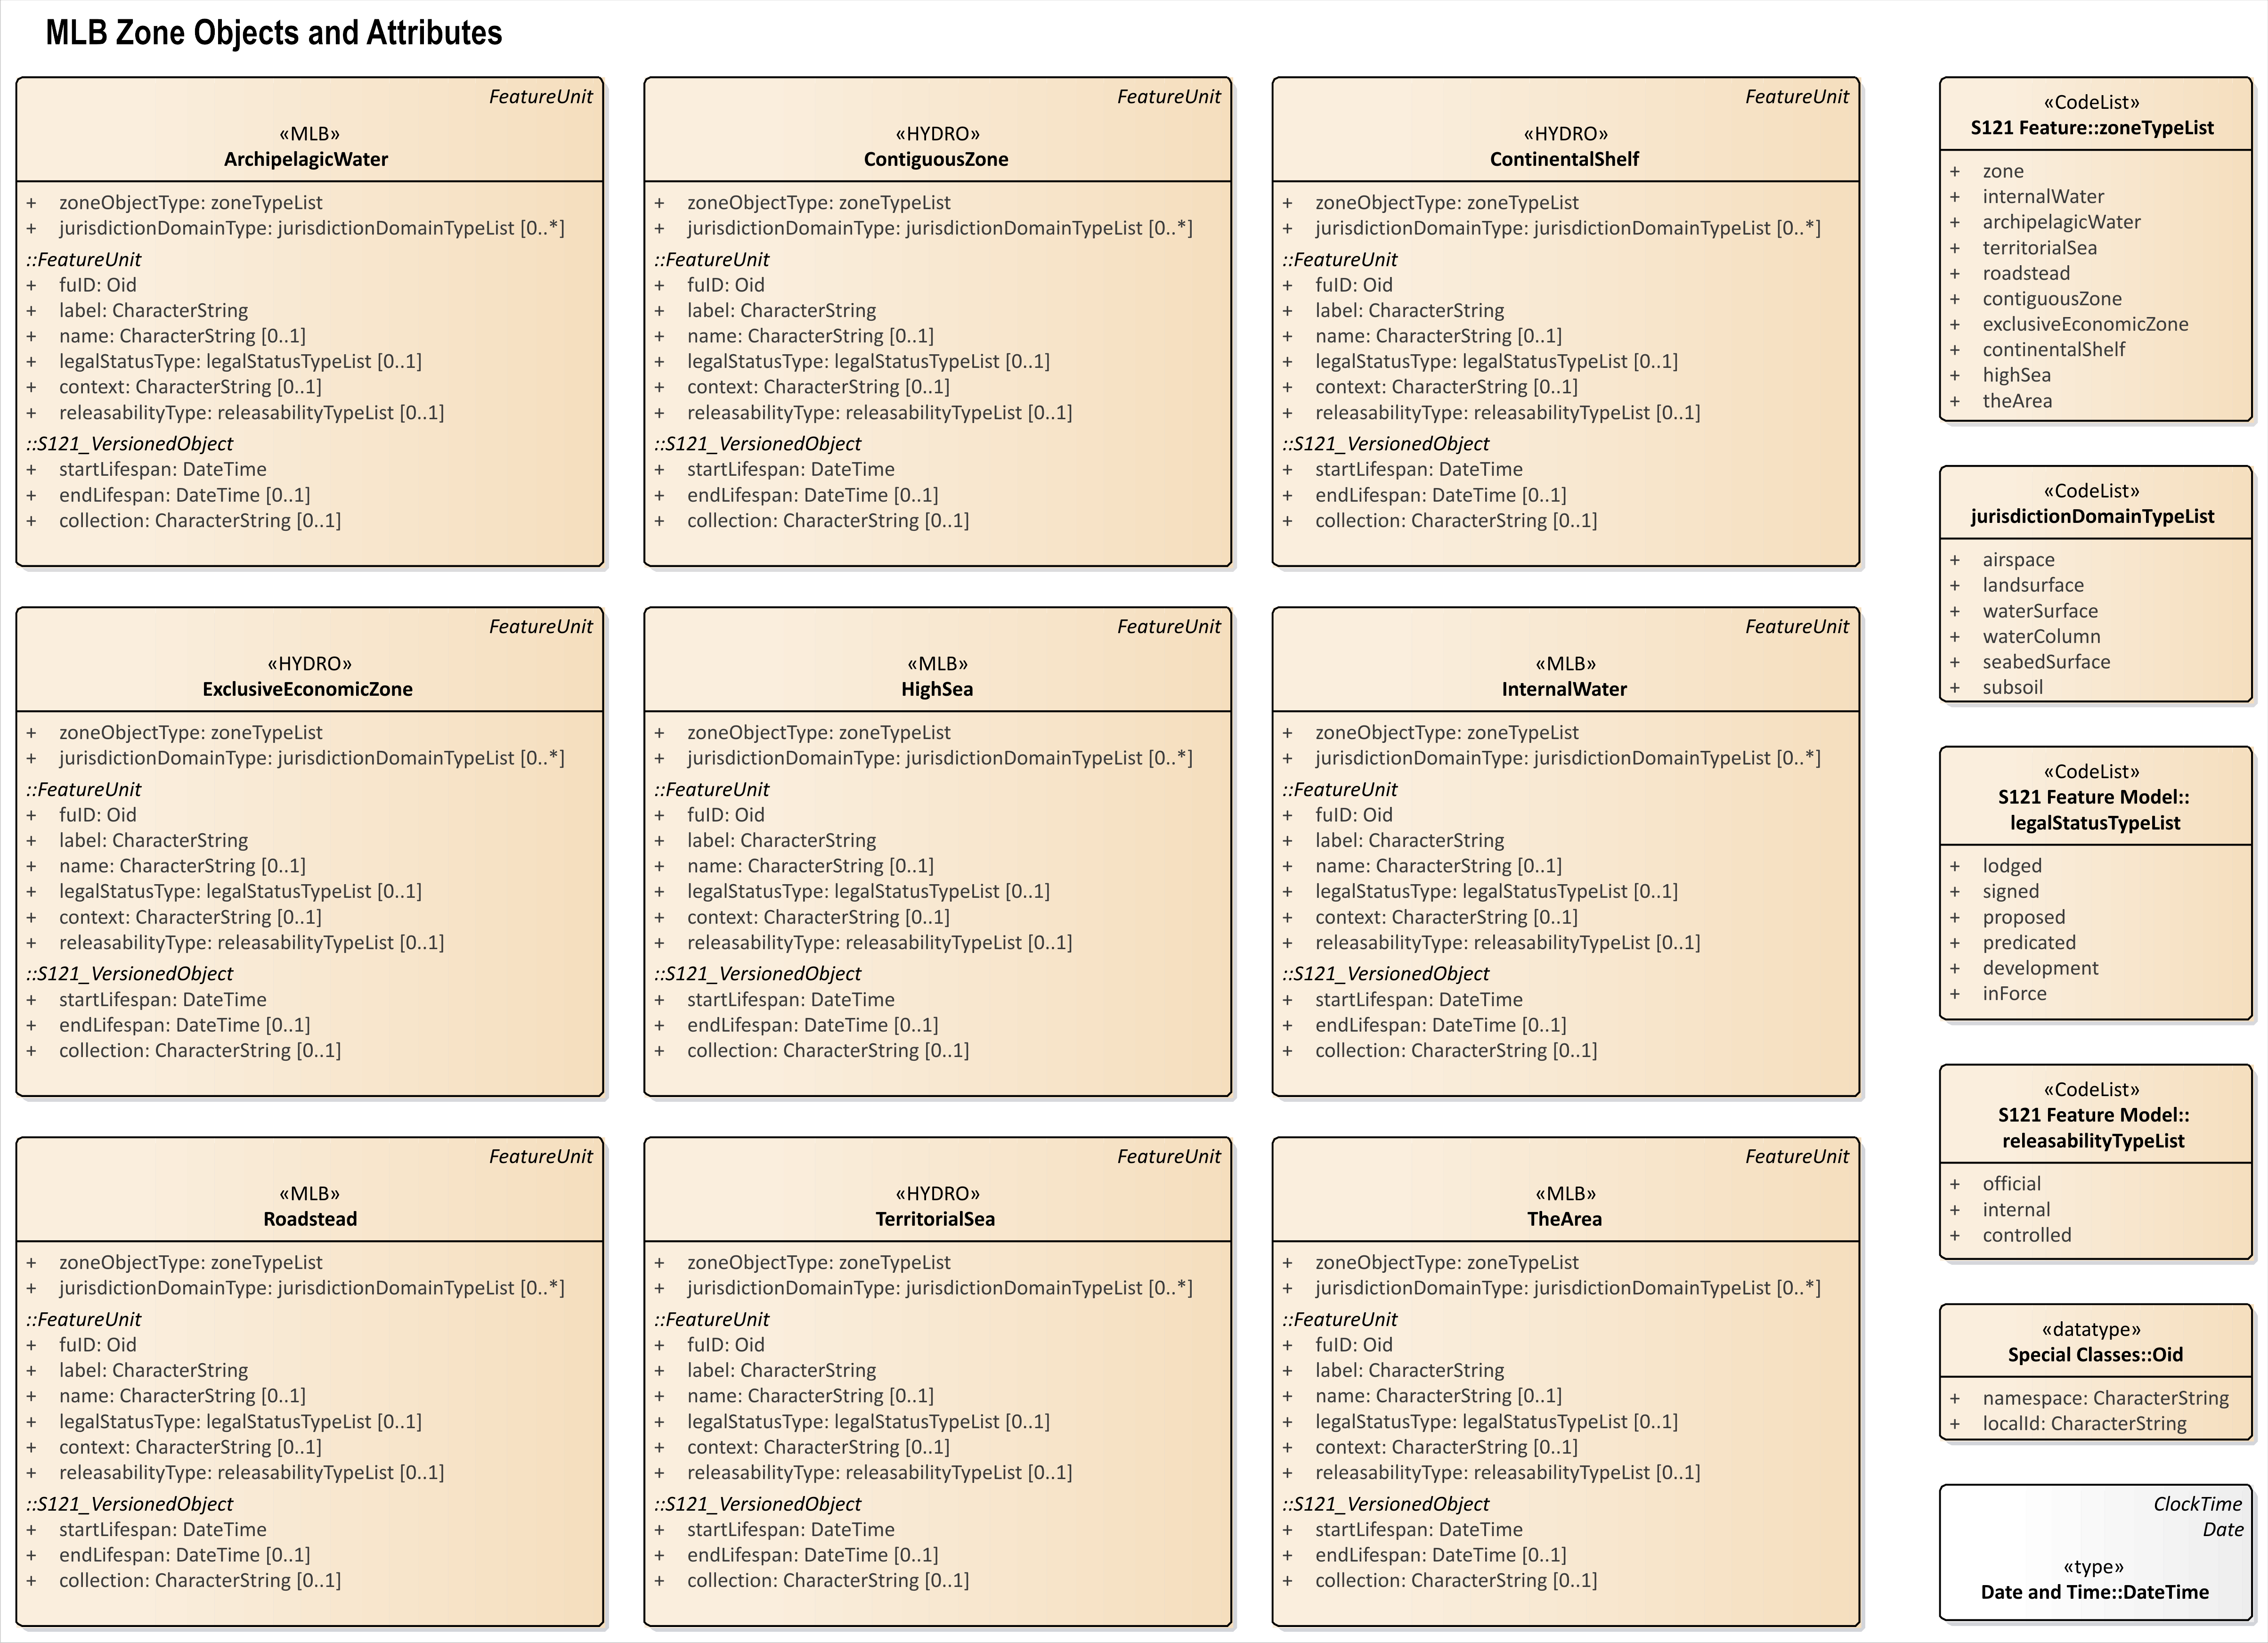 MLB Zone Objects and Attributes
FeatureUnit
«MLB»
ArchipelagicWater
+ zoneObjectType: zoneTypeList
+ jurisdictionDomainType: jurisdictionDomainTypeList [0..*]
::FeatureUnit
+ fuID: Oid
+ label: CharacterString
+ name: CharacterString [0..1]
+ legalStatusType: legalStatusTypeList [0..1]
+ context: CharacterString [0..1]
+ releasabilityType: releasabilityTypeList [0..1]
::S121_VersionedObject
+ startLifespan: DateTime
+ endLifespan: DateTime [0..1]
+ collection: CharacterString [0..1]
FeatureUnit
«HYDRO»
ContiguousZone
+ zoneObjectType: zoneTypeList
+ jurisdictionDomainType: jurisdictionDomainTypeList [0..*]
::FeatureUnit
+ fuID: Oid
+ label: CharacterString
+ name: CharacterString [0..1]
+ legalStatusType: legalStatusTypeList [0..1]
+ context: CharacterString [0..1]
+ releasabilityType: releasabilityTypeList [0..1]
::S121_VersionedObject
+ startLifespan: DateTime
+ endLifespan: DateTime [0..1]
+ collection: CharacterString [0..1]
FeatureUnit
«HYDRO»
ContinentalShelf
+ zoneObjectType: zoneTypeList
+ jurisdictionDomainType: jurisdictionDomainTypeList [0..*]
::FeatureUnit
+ fuID: Oid
+ label: CharacterString
+ name: CharacterString [0..1]
+ legalStatusType: legalStatusTypeList [0..1]
+ context: CharacterString [0..1]
+ releasabilityType: releasabilityTypeList [0..1]
::S121_VersionedObject
+ startLifespan: DateTime
+ endLifespan: DateTime [0..1]
+ collection: CharacterString [0..1]
FeatureUnit
«HYDRO»
ExclusiveEconomicZone
+ zoneObjectType: zoneTypeList
+ jurisdictionDomainType: jurisdictionDomainTypeList [0..*]
::FeatureUnit
+ fuID: Oid
+ label: CharacterString
+ name: CharacterString [0..1]
+ legalStatusType: legalStatusTypeList [0..1]
+ context: CharacterString [0..1]
+ releasabilityType: releasabilityTypeList [0..1]
::S121_VersionedObject
+ startLifespan: DateTime
+ endLifespan: DateTime [0..1]
+ collection: CharacterString [0..1]
FeatureUnit
«MLB»
HighSea
+ zoneObjectType: zoneTypeList
+ jurisdictionDomainType: jurisdictionDomainTypeList [0..*]
::FeatureUnit
+ fuID: Oid
+ label: CharacterString
+ name: CharacterString [0..1]
+ legalStatusType: legalStatusTypeList [0..1]
+ context: CharacterString [0..1]
+ releasabilityType: releasabilityTypeList [0..1]
::S121_VersionedObject
+ startLifespan: DateTime
+ endLifespan: DateTime [0..1]
+ collection: CharacterString [0..1]
FeatureUnit
«MLB»
InternalWater
+ zoneObjectType: zoneTypeList
+ jurisdictionDomainType: jurisdictionDomainTypeList [0..*]
::FeatureUnit
+ fuID: Oid
+ label: CharacterString
+ name: CharacterString [0..1]
+ legalStatusType: legalStatusTypeList [0..1]
+ context: CharacterString [0..1]
+ releasabilityType: releasabilityTypeList [0..1]
::S121_VersionedObject
+ startLifespan: DateTime
+ endLifespan: DateTime [0..1]
+ collection: CharacterString [0..1]
FeatureUnit
«MLB»
Roadstead
+ zoneObjectType: zoneTypeList
+ jurisdictionDomainType: jurisdictionDomainTypeList [0..*]
::FeatureUnit
+ fuID: Oid
+ label: CharacterString
+ name: CharacterString [0..1]
+ legalStatusType: legalStatusTypeList [0..1]
+ context: CharacterString [0..1]
+ releasabilityType: releasabilityTypeList [0..1]
::S121_VersionedObject
+ startLifespan: DateTime
+ endLifespan: DateTime [0..1]
+ collection: CharacterString [0..1]
FeatureUnit
«HYDRO»
TerritorialSea
+ zoneObjectType: zoneTypeList
+ jurisdictionDomainType: jurisdictionDomainTypeList [0..*]
::FeatureUnit
+ fuID: Oid
+ label: CharacterString
+ name: CharacterString [0..1]
+ legalStatusType: legalStatusTypeList [0..1]
+ context: CharacterString [0..1]
+ releasabilityType: releasabilityTypeList [0..1]
::S121_VersionedObject
+ startLifespan: DateTime
+ endLifespan: DateTime [0..1]
+ collection: CharacterString [0..1]
FeatureUnit
«MLB»
TheArea
+ zoneObjectType: zoneTypeList
+ jurisdictionDomainType: jurisdictionDomainTypeList [0..*]
::FeatureUnit
+ fuID: Oid
+ label: CharacterString
+ name: CharacterString [0..1]
+ legalStatusType: legalStatusTypeList [0..1]
+ context: CharacterString [0..1]
+ releasabilityType: releasabilityTypeList [0..1]
::S121_VersionedObject
+ startLifespan: DateTime
+ endLifespan: DateTime [0..1]
+ collection: CharacterString [0..1]
«CodeList»
S121 Feature::zoneTypeList
+ zone
+ internalWater
+ archipelagicWater
+ territorialSea
+ roadstead
+ contiguousZone
+ exclusiveEconomicZone
+ continentalShelf
+ highSea
+ theArea
«CodeList»
jurisdictionDomainTypeList
+ airspace
+ landsurface
+ waterSurface
+ waterColumn
+ seabedSurface
+ subsoil
«CodeList»
S121 Feature Model::
legalStatusTypeList
+ lodged
+ signed
+ proposed
+ predicated
+ development
+ inForce
«CodeList»
S121 Feature Model::
releasabilityTypeList
+ official
+ internal
+ controlled
«datatype»
Special Classes::Oid
+ namespace: CharacterString
+ localId: CharacterString
ClockTime
Date
«type»
Date and Time::DateTime